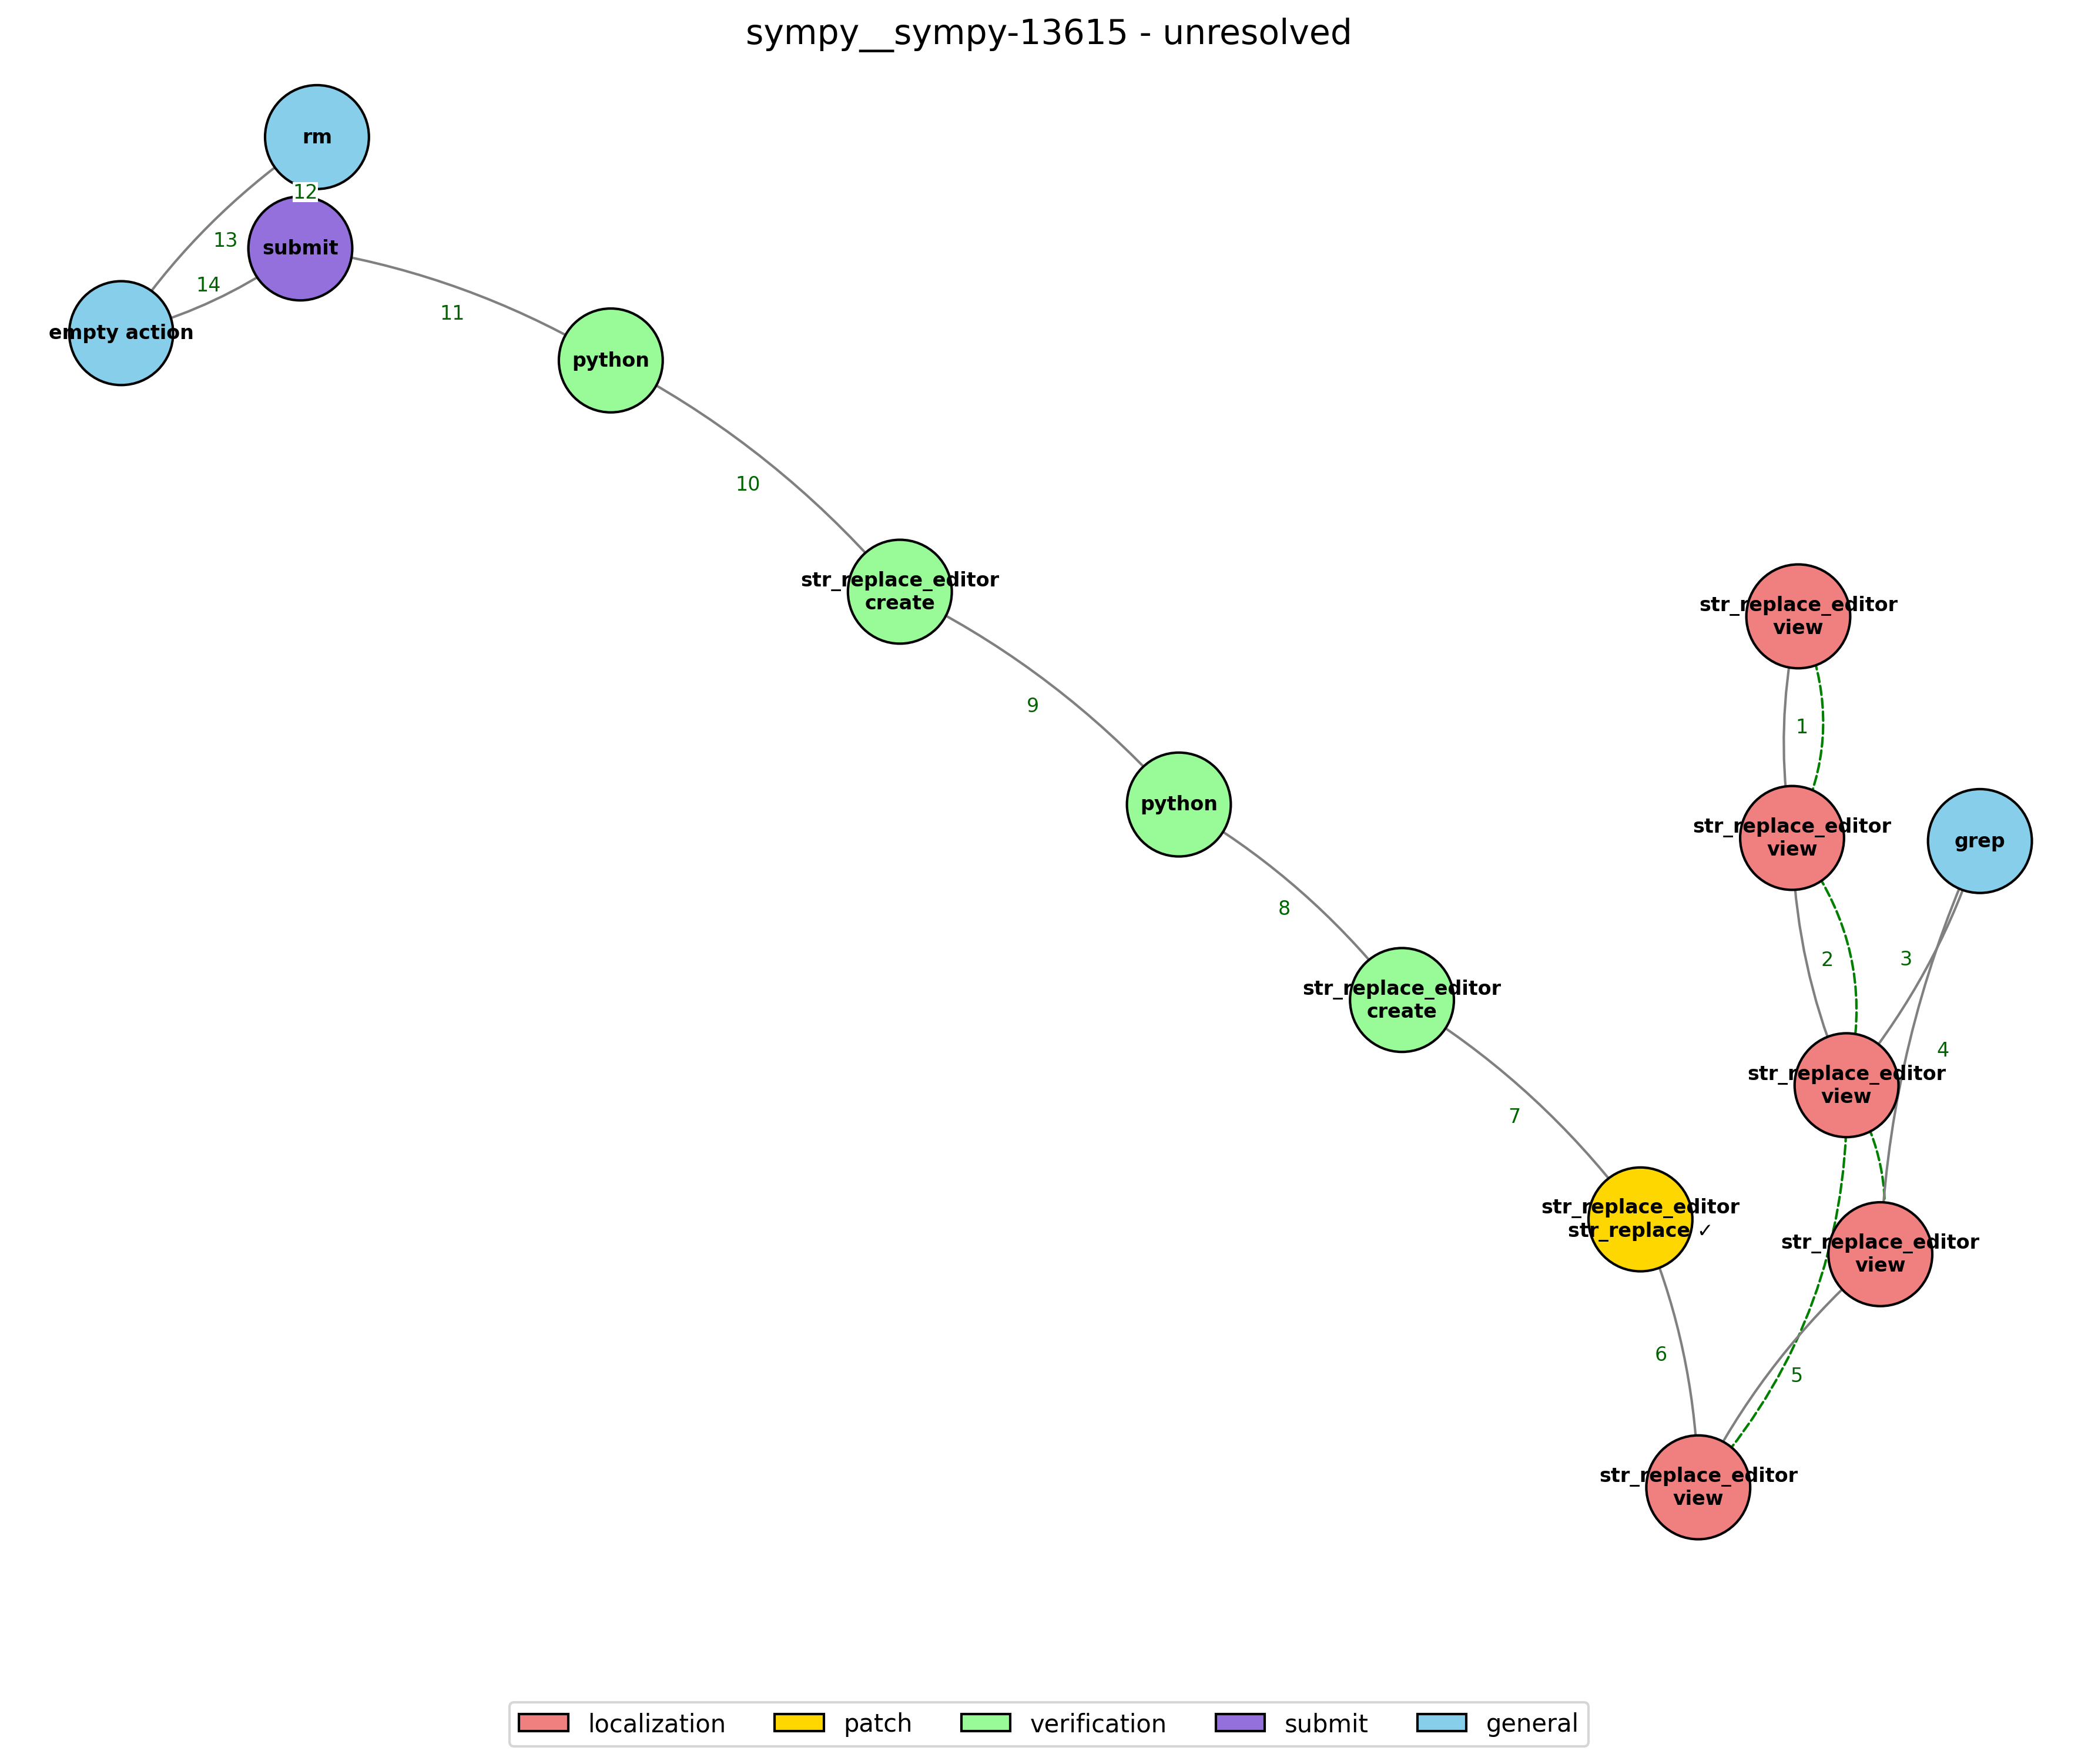 sympy__sympy-13615 - unresolved
rm
12
submit
13
14
empty action
11
python
10
str_replace_editor
create
9
python
8
str_replace_editor
create
7
str_replace_editor
view
1
str_replace_editor
view
grep
2
3
4
str_replace_editor
view
str_replace_editor
str_replace ✓
str_replace_editor
view
6
5
str_replace_editor
view
localization
patch
verification
submit
general